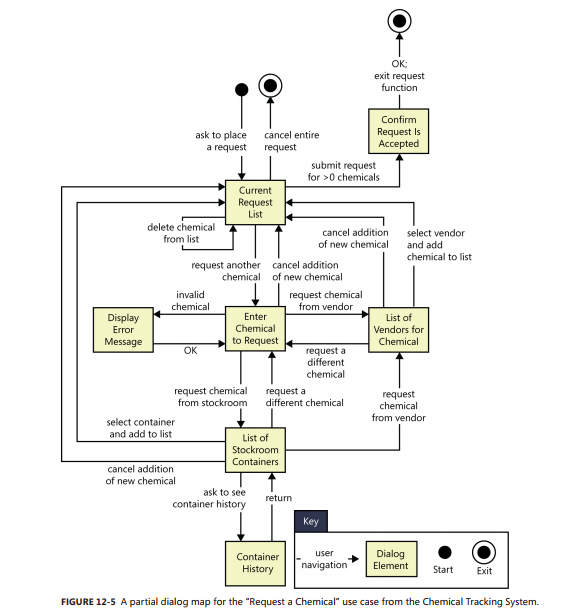 OK;
exit request
function
Confirm
Request Is
Accepted
ask to place
a request
cancel entire
request
submit request
for >0 chemicals
Current
Request
List
delete chemical
from list
cancel addition
of new chemical
select vendor
and add
chemical to list
request another
chemical
cancel addition
of new chemical
invalid
chemical
request chemical
from vendor
Display
Error
Message
Enter
Chemical
to Request
List of
Vendors for
Chemical
OK
request a
different
chemical
request chemical
from stockroom
request a
different chemical
request
chemical
from vendor
select container
and add to list
List of
Stockroom
Containers
cancel addition
of new chemical
ask to see
container history
return
Container
History
Key
user
navigation
Dialog
Element
Start
Exit
FIGURE 12-5 A partial dialog map for the “Request a Chemical” use case from the Chemical Tracking System.